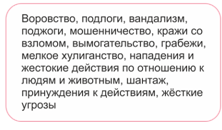 Воровство, подлоги, вандализм,
поджоги, мошенничество, кражи со
взломом, вымогательство, грабежи,
мелкое хулиганство, нападения и
жестокие действия по отношению к
людям и животным, шантаж,
принуждения к действиям, жёсткие
угрозы